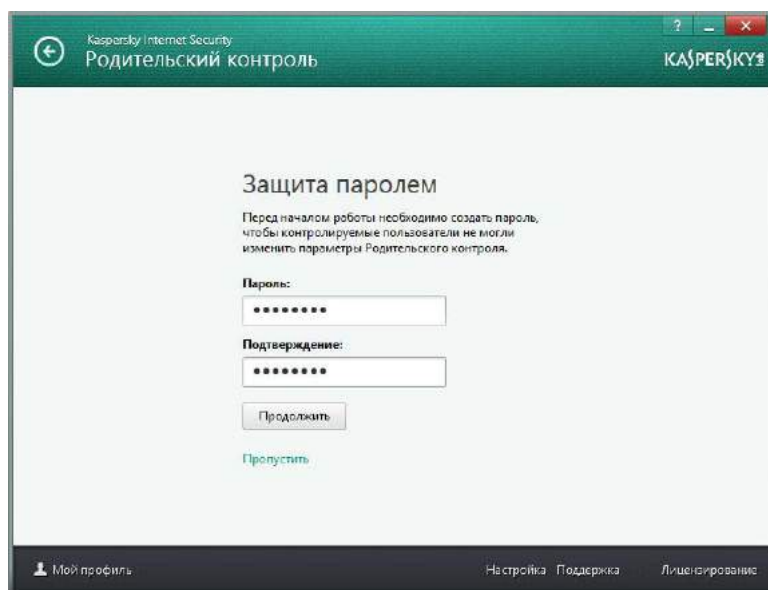 ?
Kaspersky Internet Security
Родительский контроль
KASPERSKY
Защита паролем
Перед началом работы необходимо создать пароль,
чтобы контролируемые пользователи не могли
изменить параметры Родительского контроля.
Пароль:
••••••••
Подтверждение:
••••••••
Продолжить
Пропустить
Мой профиль
Настройка Поддержка Лицензирование